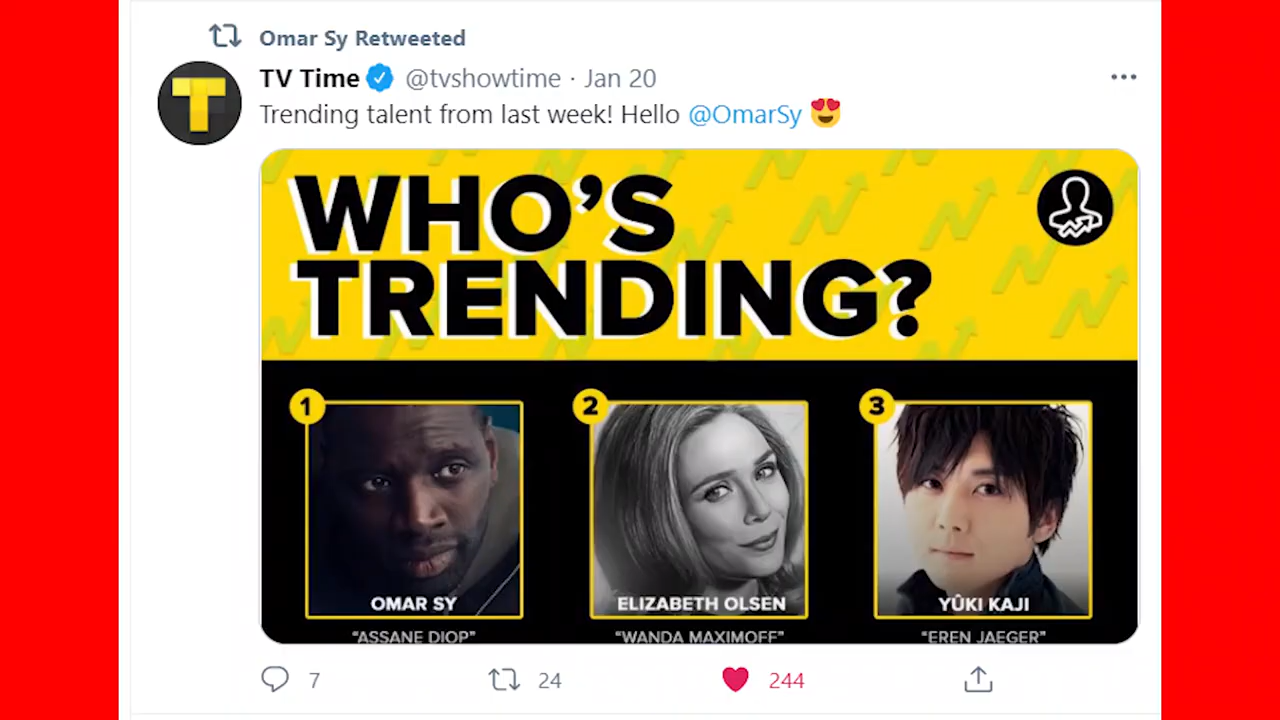 Omar Sy Retweeted
TV Time @tvshowtime · Jan 20
Trending talent from last week! Hello @OmarSy 😍
WHO'S
TRENDING?
1 2 3
OMAR SY ELIZABETH OLSEN YÛKI KAJI
"ASSANE DIOP" "WANDA MAXIMOFF" "EREN JAEGER"
7 24 244